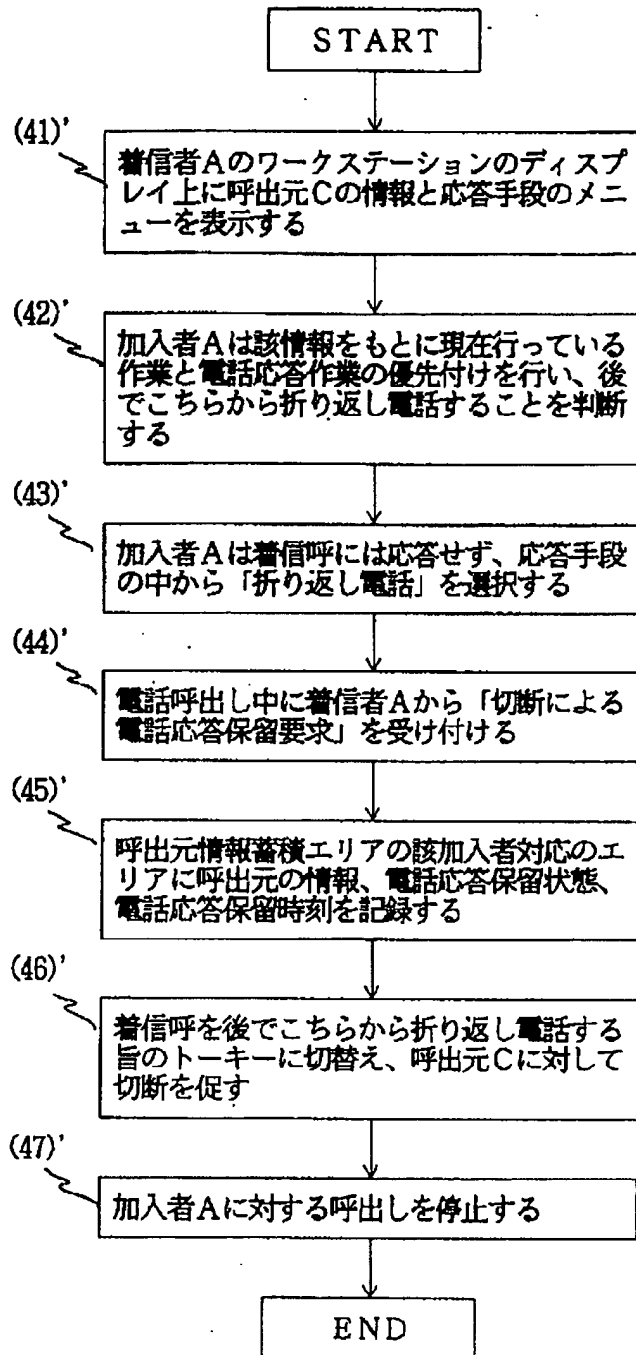 START
(41)'
着信者Aのワークステーションのディスプ
レイ上に呼出元Cの情報と応答手段のメニ
ューを表示する
(42)'
加入者Aは該情報をもとに現在行っている
作業と電話応答作業の優先付けを行い、後
でこちらから折り返し電話することを判断
する
(43)'
加入者Aは着信呼には応答せず、応答手段
の中から「折り返し電話」を選択する
(44)'
電話呼出し中に着信者Aから「切断による
電話応答保留要求」を受け付ける
(45)'
呼出元情報蓄積エリアの該加入者対応のエ
リアに呼出元の情報、電話応答保留状態、
電話応答保留時刻を記録する
(46)'
着信呼を後でこちらから折り返し電話する
旨のトーキーに切替え、呼出元Cに対して
切断を促す
(47)'
加入者Aに対する呼出しを停止する
END